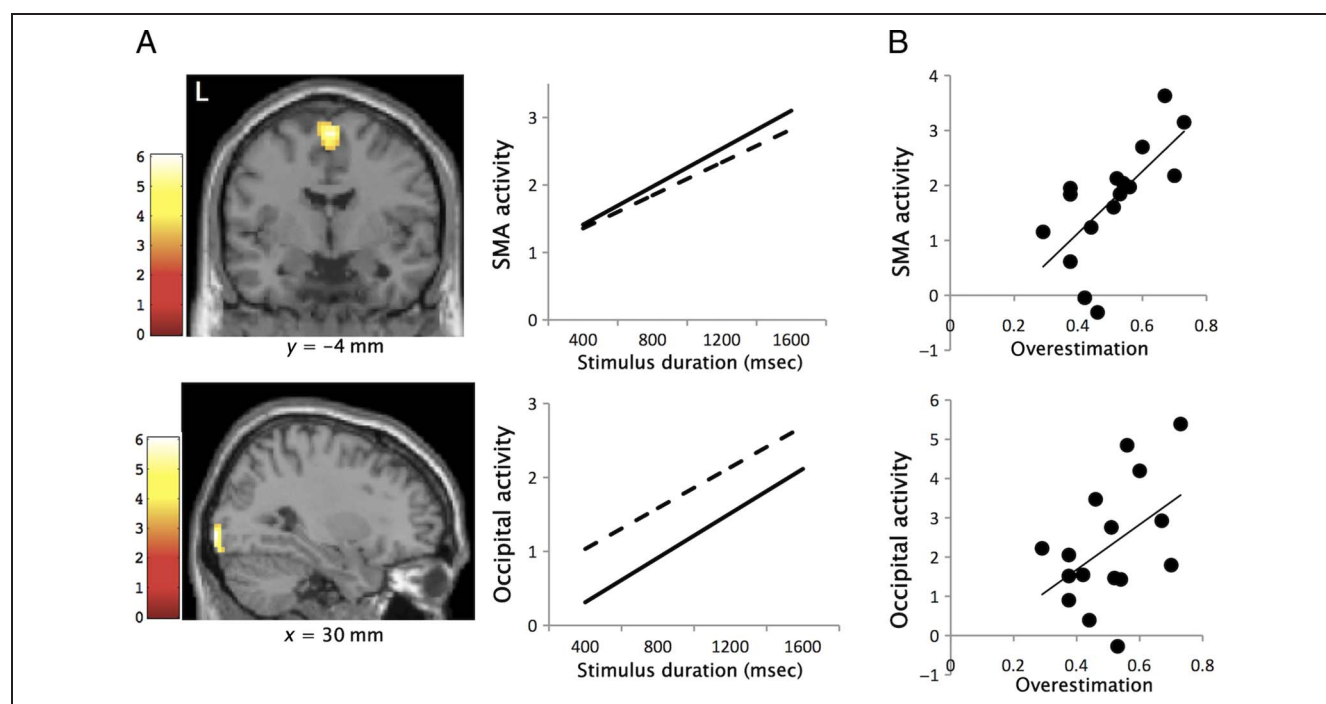 A
L
6
5
4
3
2
1
0
y = –4 mm
SMA activity
3
2
1
0
400 800 1200 1600
Stimulus duration (msec)
B
SMA activity
4
3
2
1
0
–1
0 0.2 0.4 0.6 0.8
Overestimation
6
5
4
3
2
1
0
x = 30 mm
Occipital activity
3
2
1
0
400 800 1200 1600
Stimulus duration (msec)
Occipital activity
6
5
4
3
2
1
0
–1
0 0.2 0.4 0.6 0.8
Overestimation